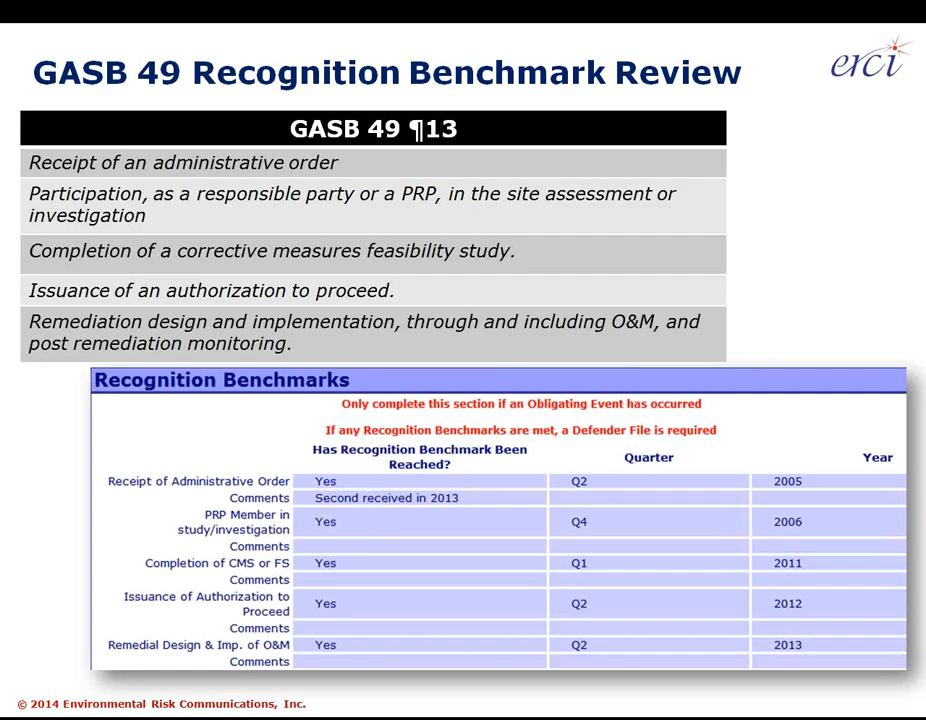 GASB 49 Recognition Benchmark Review
erci
GASB 49 ¶13
Receipt of an administrative order
Participation, as a responsible party or a PRP, in the site assessment or
investigation
Completion of a corrective measures feasibility study.
Issuance of an authorization to proceed.
Remediation design and implementation, through and including O&M, and
post remediation monitoring.
Recognition Benchmarks
Only complete this section if an Obligating Event has occurred
If any Recognition Benchmarks are met, a Defender File is required
Has Recognition Benchmark Been
Reached? Quarter Year
Receipt of Administrative Order Yes Q2 2005
Comments Second received in 2013
PRP Member in
study/investigation Yes Q4 2006
Comments
Completion of CMS or FS Yes Q1 2011
Comments
Issuance of Authorization to
Proceed Yes Q2 2012
Comments
Remedial Design & Imp. of O&M Yes Q2 2013
Comments
© 2014 Environmental Risk Communications, Inc.